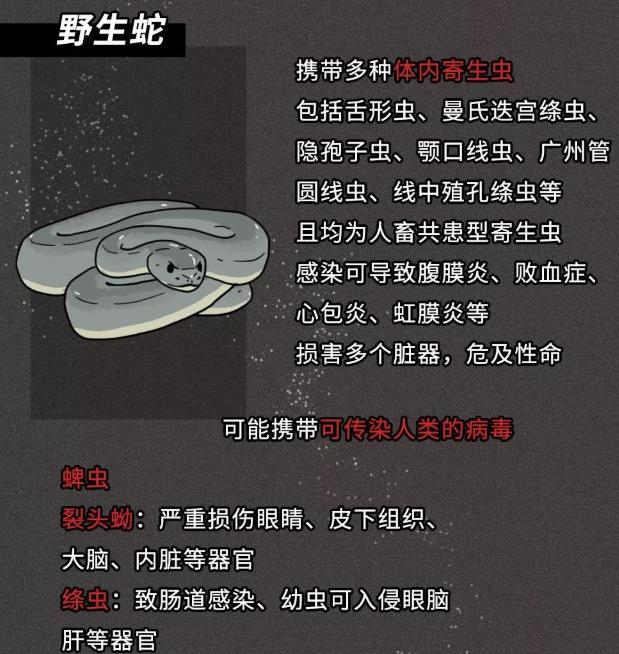 野生蛇
携带多种体内寄生虫
包括舌形虫、曼氏迭宫绦虫、
隐孢子虫、颚口线虫、广州管
圆线虫、线中殖孔绦虫等
且均为人畜共患型寄生虫
感染可导致腹膜炎、败血症、
心包炎、虹膜炎等
损害多个脏器，危及性命
可能携带可传染人类的病毒
蜱虫
裂头蚴：严重损伤眼睛、皮下组织、
大脑、内脏等器官
绦虫：致肠道感染、幼虫可入侵眼脑
肝等器官